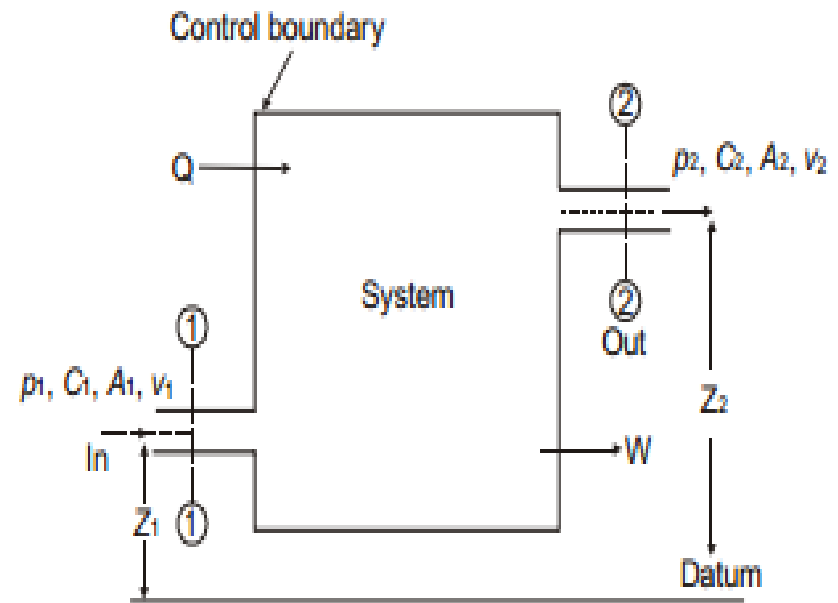 Control boundary
②
Q
p₂, C₂, A₂, v₂
System
①
②
Out
p₁, C₁, A₁, v₁
Z₂
In
W
Z₁
①
Datum